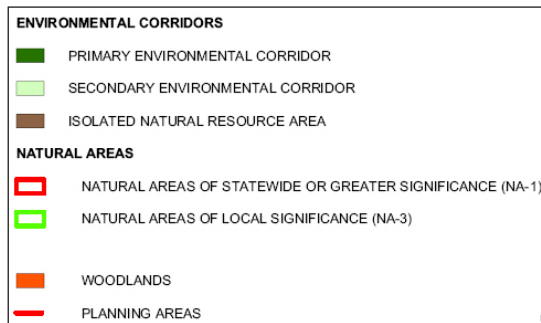 ENVIRONMENTAL CORRIDORS
PRIMARY ENVIRONMENTAL CORRIDOR
SECONDARY ENVIRONMENTAL CORRIDOR
ISOLATED NATURAL RESOURCE AREA
NATURAL AREAS
NATURAL AREAS OF STATEWIDE OR GREATER SIGNIFICANCE (NA-1)
NATURAL AREAS OF LOCAL SIGNIFICANCE (NA-3)
WOODLANDS
PLANNING AREAS